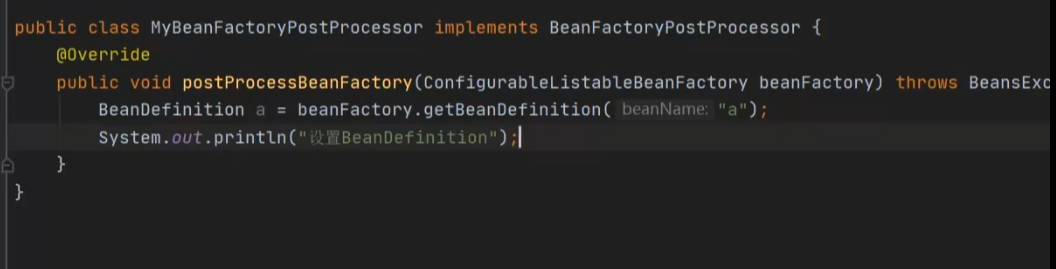 public class MyBeanFactoryPostProcessor implements BeanFactoryPostProcessor {
@Override
public void postProcessBeanFactory(ConfigurableListableBeanFactory beanFactory) throws BeansExc
BeanDefinition a = beanFactory.getBeanDefinition( beanName: "a");
System.out.println("设置BeanDefinition");
}
}